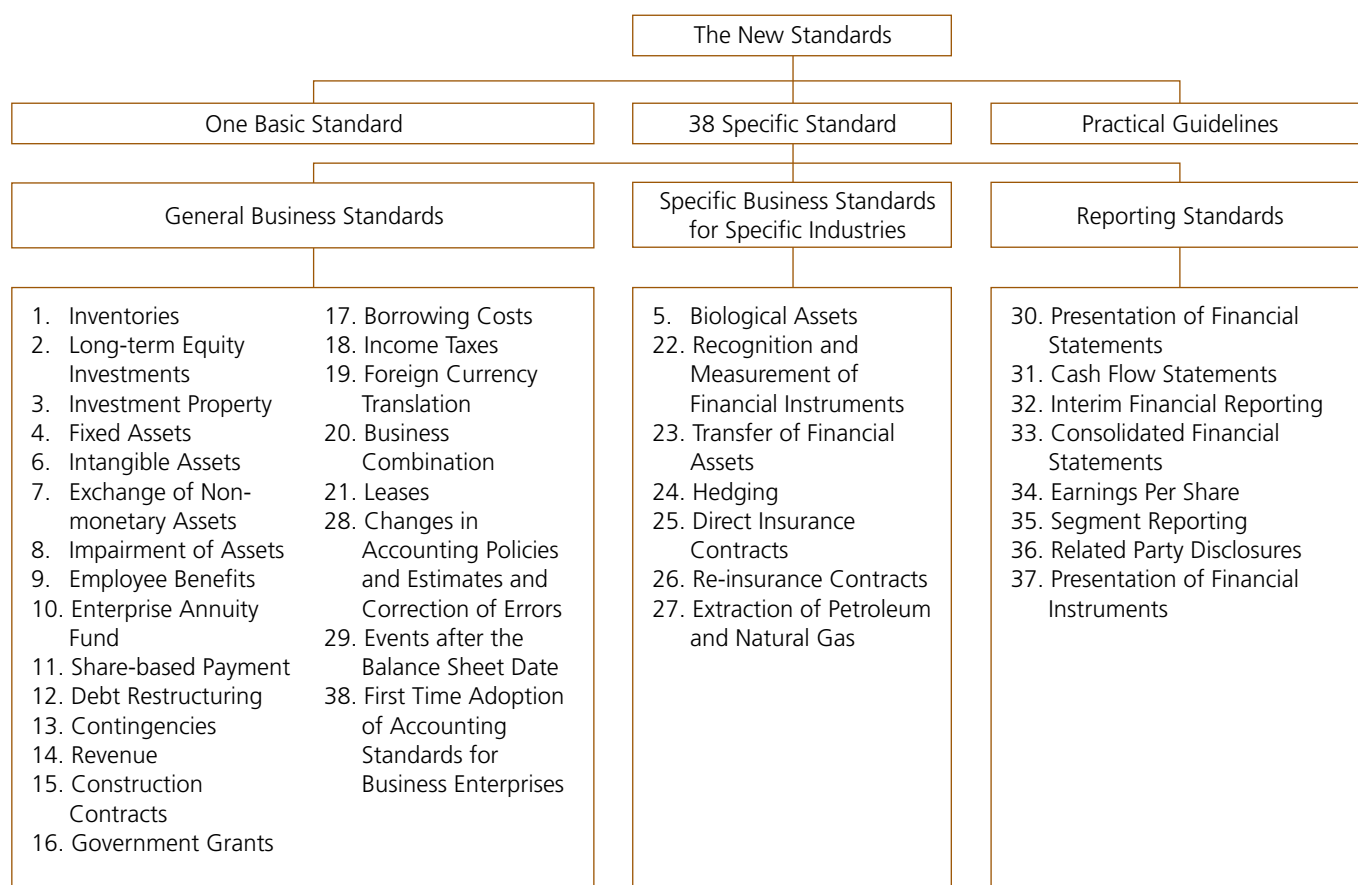 The New Standards
One Basic Standard
38 Specific Standard
Practical Guidelines
General Business Standards
Specific Business Standards
for Specific Industries
Reporting Standards
1. Inventories
2. Long-term Equity
Investments
3. Investment Property
4. Fixed Assets
6. Intangible Assets
7. Exchange of Non-
monetary Assets
8. Impairment of Assets
9. Employee Benefits
10. Enterprise Annuity
Fund
11. Share-based Payment
12. Debt Restructuring
13. Contingencies
14. Revenue
15. Construction
Contracts
16. Government Grants
17. Borrowing Costs
18. Income Taxes
19. Foreign Currency
Translation
20. Business
Combination
21. Leases
28. Changes in
Accounting Policies
and Estimates and
Correction of Errors
29. Events after the
Balance Sheet Date
38. First Time Adoption
of Accounting
Standards for
Business Enterprises
5. Biological Assets
22. Recognition and
Measurement of
Financial Instruments
23. Transfer of Financial
Assets
24. Hedging
25. Direct Insurance
Contracts
26. Re-insurance Contracts
27. Extraction of Petroleum
and Natural Gas
30. Presentation of Financial
Statements
31. Cash Flow Statements
32. Interim Financial Reporting
33. Consolidated Financial
Statements
34. Earnings Per Share
35. Segment Reporting
36. Related Party Disclosures
37. Presentation of Financial
Instruments